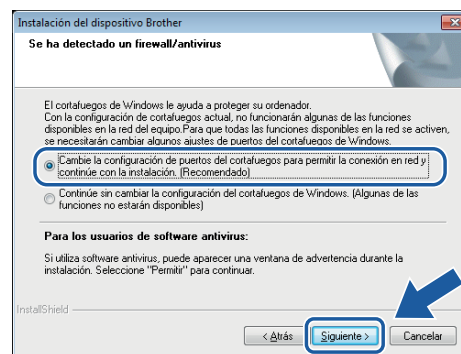 Instalación del dispositivo Brother
Se ha detectado un firewall/antivirus
El cortafuegos de Windows le ayuda a proteger su ordenador.
Con la configuración de cortafuegos actual, no funcionarán algunas de las funciones
disponibles en la red del equipo.Para que todas las funciones disponibles en la red se activen,
se necesitarán cambiar algunos ajustes de puertos del cortafuegos de Windows.
Cambie la configuración de puertos del cortafuegos para permitir la conexión en red y
continúe con la instalación. (Recomendado)
Continúe sin cambiar la configuración del cortafuegos de Windows. (Algunas de las
funciones no estarán disponibles)
Para los usuarios de software antivirus:
Si utiliza software antivirus, puede aparecer una ventana de advertencia durante la
instalación. Seleccione "Permitir" para continuar.
InstallShield
< Atrás Siguiente > Cancelar